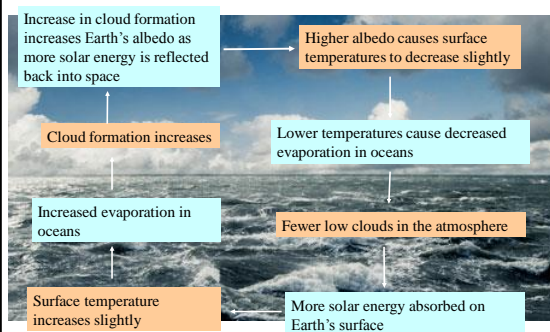 Increase in cloud formation
increases Earth's albedo as
more solar energy is reflected
back into space
Higher albedo causes surface
temperatures to decrease slightly
Cloud formation increases
Lower temperatures cause decreased
evaporation in oceans
Increased evaporation in
oceans
Fewer low clouds in the atmosphere
Surface temperature
increases slightly
More solar energy absorbed on
Earth's surface